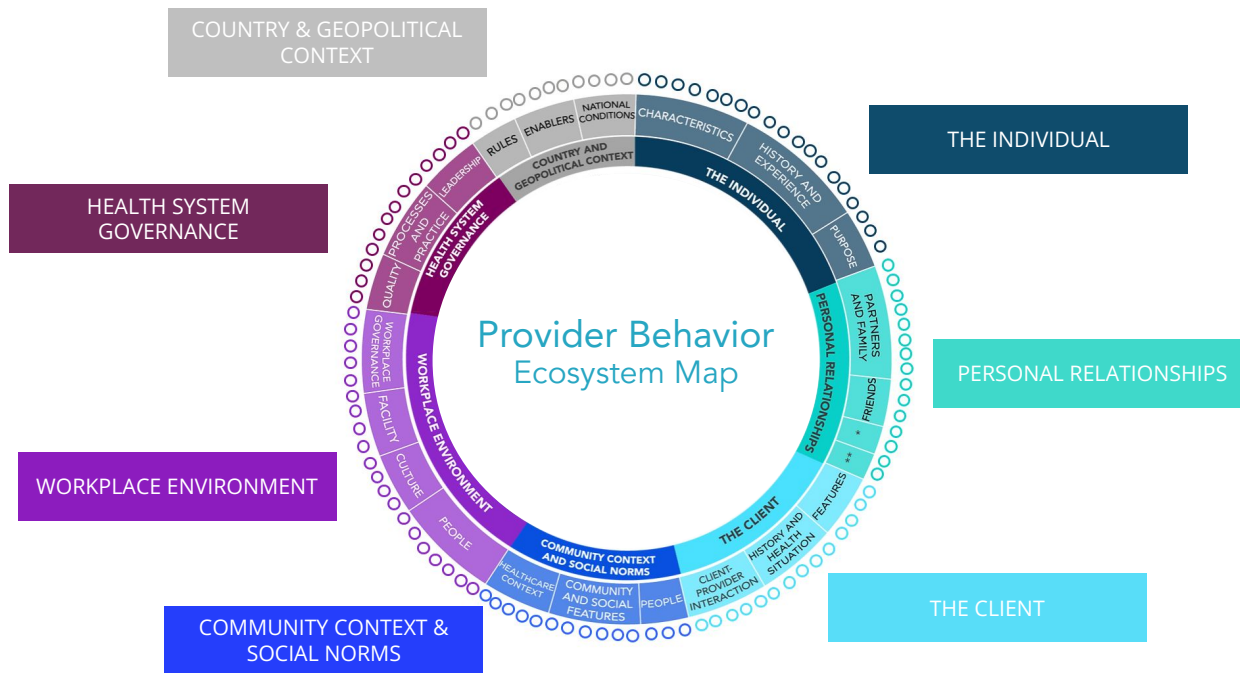 COUNTRY & GEOPOLITICAL
CONTEXT
THE INDIVIDUAL
HEALTH SYSTEM
GOVERNANCE
PERSONAL RELATIONSHIPS
WORKPLACE ENVIRONMENT
THE CLIENT
COMMUNITY CONTEXT &
SOCIAL NORMS
Provider Behavior
Ecosystem Map
THE INDIVIDUAL
CHARACTERISTICS
HISTORY AND
EXPERIENCE
PURPOSE
PERSONAL RELATIONSHIPS
PARTNERS
AND FAMILY
FRIENDS
*
**
THE CLIENT
FEATURES
HISTORY AND
HEALTH
SITUATION
CLIENT-
PROVIDER
INTERACTION
COMMUNITY CONTEXT
AND SOCIAL NORMS
PEOPLE
COMMUNITY
AND SOCIAL
FEATURES
HEALTHCARE
CONTEXT
WORKPLACE ENVIRONMENT
PEOPLE
CULTURE
FACILITY
WORKPLACE
GOVERNANCE
HEALTH SYSTEM
GOVERNANCE
QUALITY
PROCESSES
AND
PRACTICE
LEADERSHIP
COUNTRY AND
GEOPOLITICAL CONTEXT
RULES
ENABLERS
NATIONAL
CONDITIONS